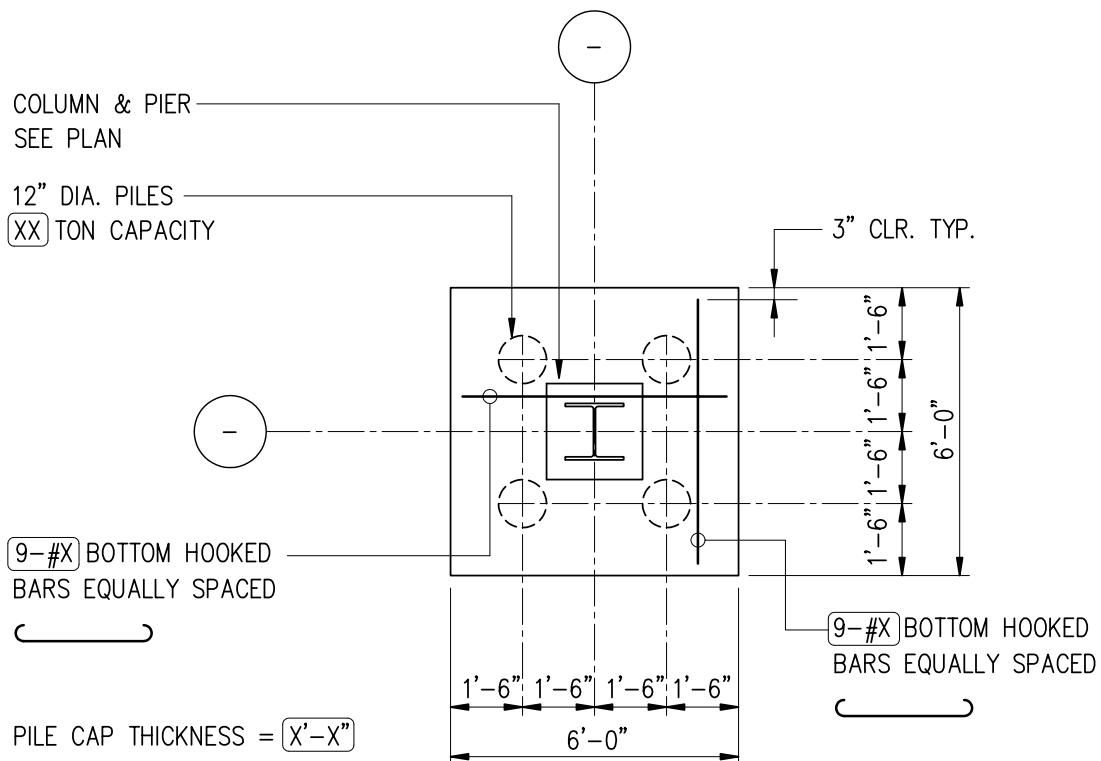 –
COLUMN & PIER
SEE PLAN
12" DIA. PILES
XX TON CAPACITY
3" CLR. TYP.
1'-6"
1'-6"
1'-6"
1'-6"
6'-0"
–
9-#X BOTTOM HOOKED
BARS EQUALLY SPACED
9-#X BOTTOM HOOKED
BARS EQUALLY SPACED
1'-6" 1'-6" 1'-6" 1'-6"
6'-0"
PILE CAP THICKNESS = X'-X"